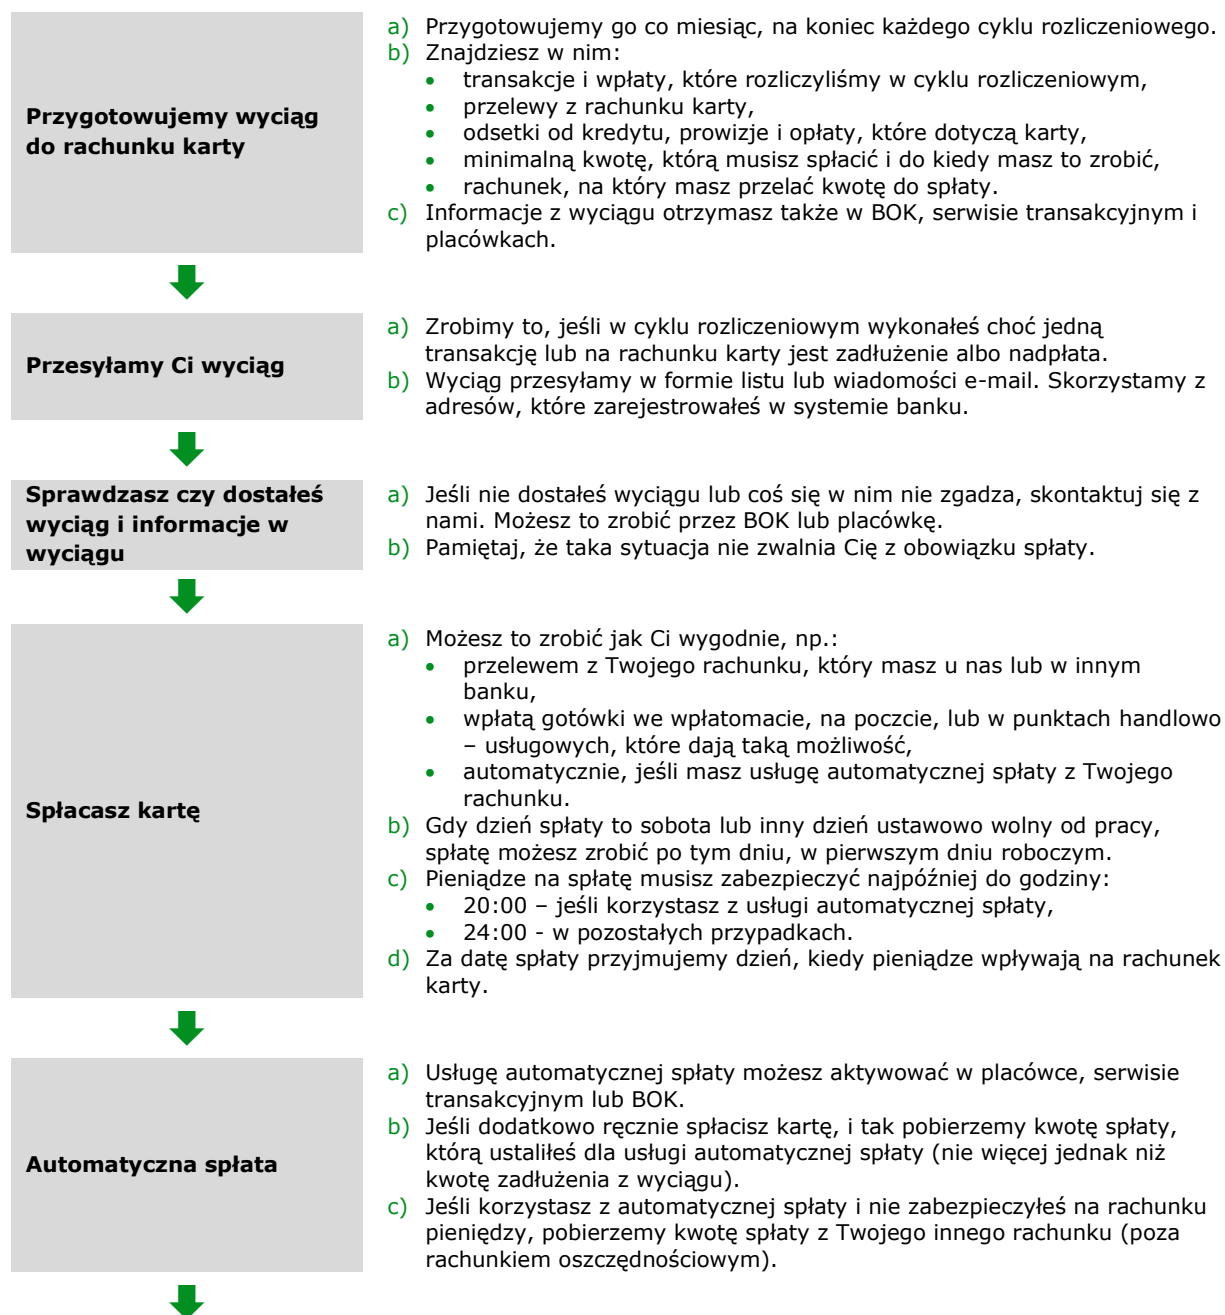 Przygotowujemy wyciąg
do rachunku karty
a) Przygotowujemy go co miesiąc, na koniec każdego cyklu rozliczeniowego.
b) Znajdziesz w nim:
• transakcje i wpłaty, które rozliczyliśmy w cyklu rozliczeniowym,
• przelewy z rachunku karty,
• odsetki od kredytu, prowizje i opłaty, które dotyczą karty,
• minimalną kwotę, którą musisz spłacić i do kiedy masz to zrobić,
• rachunek, na który masz przelać kwotę do spłaty.
c) Informacje z wyciągu otrzymasz także w BOK, serwisie transakcyjnym i
placówkach.
Przesyłamy Ci wyciąg
a) Zrobimy to, jeśli w cyklu rozliczeniowym wykonałeś choć jedną
transakcję lub na rachunku karty jest zadłużenie albo nadpłata.
b) Wyciąg przesyłamy w formie listu lub wiadomości e-mail. Skorzystamy z
adresów, które zarejestrowałeś w systemie banku.
Sprawdzasz czy dostałeś
wyciąg i informacje w
wyciągu
a) Jeśli nie dostałeś wyciągu lub coś się w nim nie zgadza, skontaktuj się z
nami. Możesz to zrobić przez BOK lub placówkę.
b) Pamiętaj, że taka sytuacja nie zwalnia Cię z obowiązku spłaty.
Spłacasz kartę
a) Możesz to zrobić jak Ci wygodnie, np.:
• przelewem z Twojego rachunku, który masz u nas lub w innym
banku,
• wpłatą gotówki we wpłatomacie, na poczcie, lub w punktach handlowo
– usługowych, które dają taką możliwość,
• automatycznie, jeśli masz usługę automatycznej spłaty z Twojego
rachunku.
b) Gdy dzień spłaty to sobota lub inny dzień ustawowo wolny od pracy,
spłatę możesz zrobić po tym dniu, w pierwszym dniu roboczym.
c) Pieniądze na spłatę musisz zabezpieczyć najpóźniej do godziny:
• 20:00 – jeśli korzystasz z usługi automatycznej spłaty,
• 24:00 - w pozostałych przypadkach.
d) Za datę spłaty przyjmujemy dzień, kiedy pieniądze wpływają na rachunek
karty.
Automatyczna spłata
a) Usługę automatycznej spłaty możesz aktywować w placówce, serwisie
transakcyjnym lub BOK.
b) Jeśli dodatkowo ręcznie spłacisz kartę, i tak pobierzemy kwotę spłaty,
którą ustaliłeś dla usługi automatycznej spłaty (nie więcej jednak niż
kwotę zadłużenia z wyciągu).
c) Jeśli korzystasz z automatycznej spłaty i nie zabezpieczyłeś na rachunku
pieniędzy, pobierzemy kwotę spłaty z Twojego innego rachunku (poza
rachunkiem oszczędnościowym).